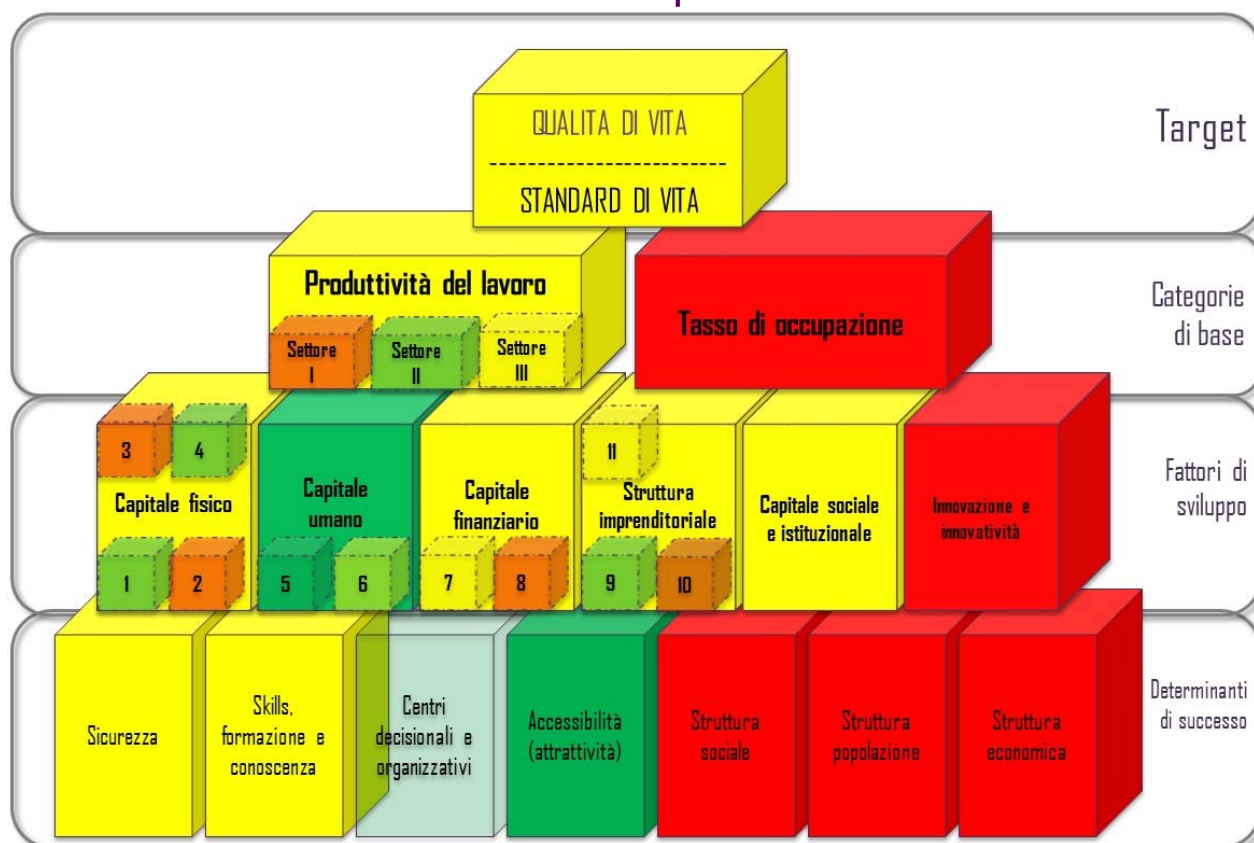 QUALITA DI VITA
STANDARD DI VITA
Target
Produttività del lavoro
Settore
I
Settore
II
Settore
III
Tasso di occupazione
Categorie
di base
3
4
Capitale fisico
1
2
Capitale
umano
5
6
Capitale
finanziario
7
8
11
Struttura
imprenditoriale
9
10
Capitale sociale
e istituzionale
Innovazione e
innovatività
Fattori di
sviluppo
Sicurezza
Skills,
formazione e
conoscenza
Centri
decisionali e
organizzativi
Accessibilità
(attrattività)
Struttura
sociale
Struttura
popolazione
Struttura
economica
Determinanti
di successo